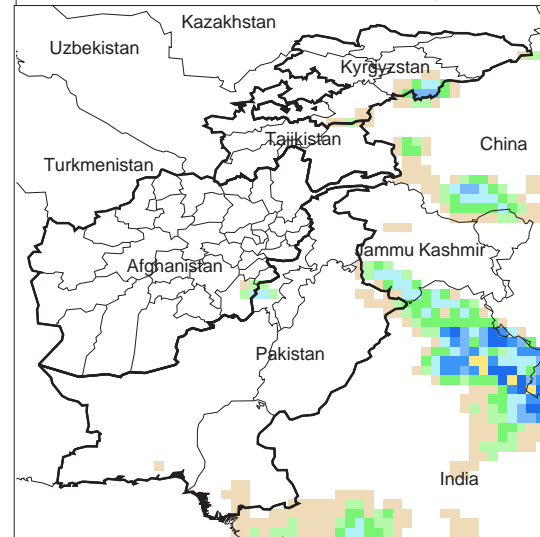 Kazakhstan
Uzbekistan
Kyrgyzstan
Tajikistan
China
Turkmenistan
Jammu Kashmir
Afghanistan
Pakistan
India